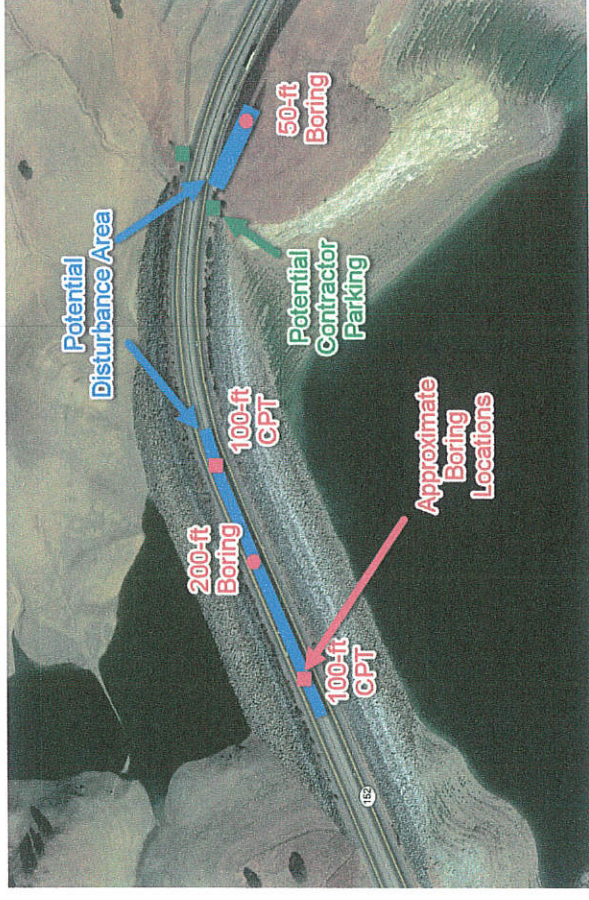 Potential
Disturbance Area
50-ft
Boring
Potential
Contractor
Parking
100-ft
CPT
200-ft
Boring
Approximate
Boring
Locations
100-ft
CPT
152